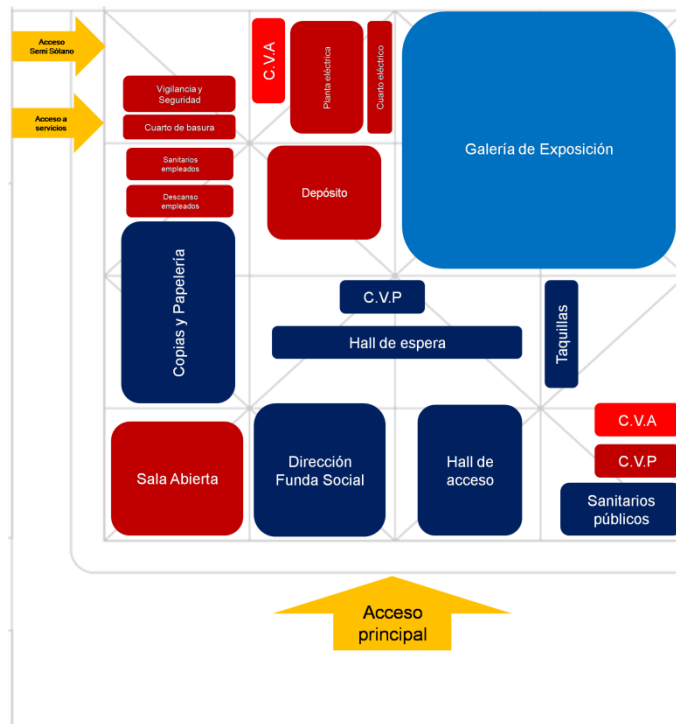 Acceso
Semi Sótano
Acceso a
servicios
Vigilancia y
Seguridad
Cuarto de basura
Sanitarios
empleados
Descanso
empleados
C.V.A
Planta eléctrica
Cuarto eléctrico
Galería de Exposición
Depósito
Copias y Papelería
C.V.P
Hall de espera
Taquillas
Sala Abierta
Dirección
Funda Social
Hall de
acceso
C.V.A
C.V.P
Sanitarios
públicos
Acceso
principal